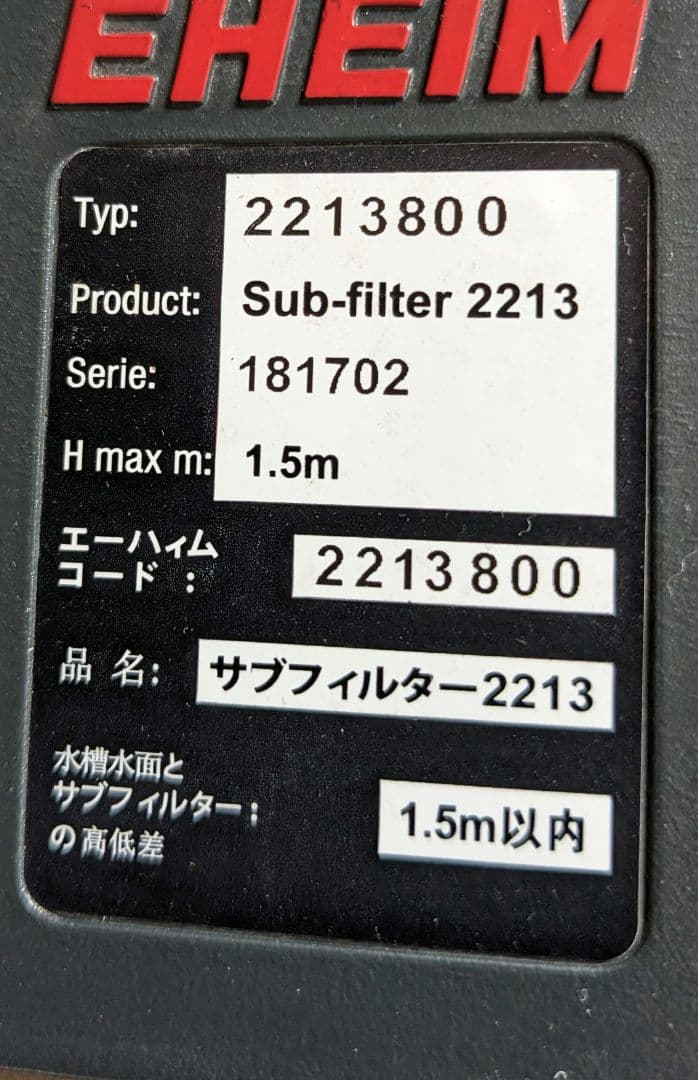 EHEIM
Typ: 2213800
Product: Sub-filter 2213
Serie: 181702
H max m: 1.5m
エーハイム
コード : 2213800
品 名: サブフィルター2213
水槽水面と
サブフィルター: 1.5m以内
の高低差